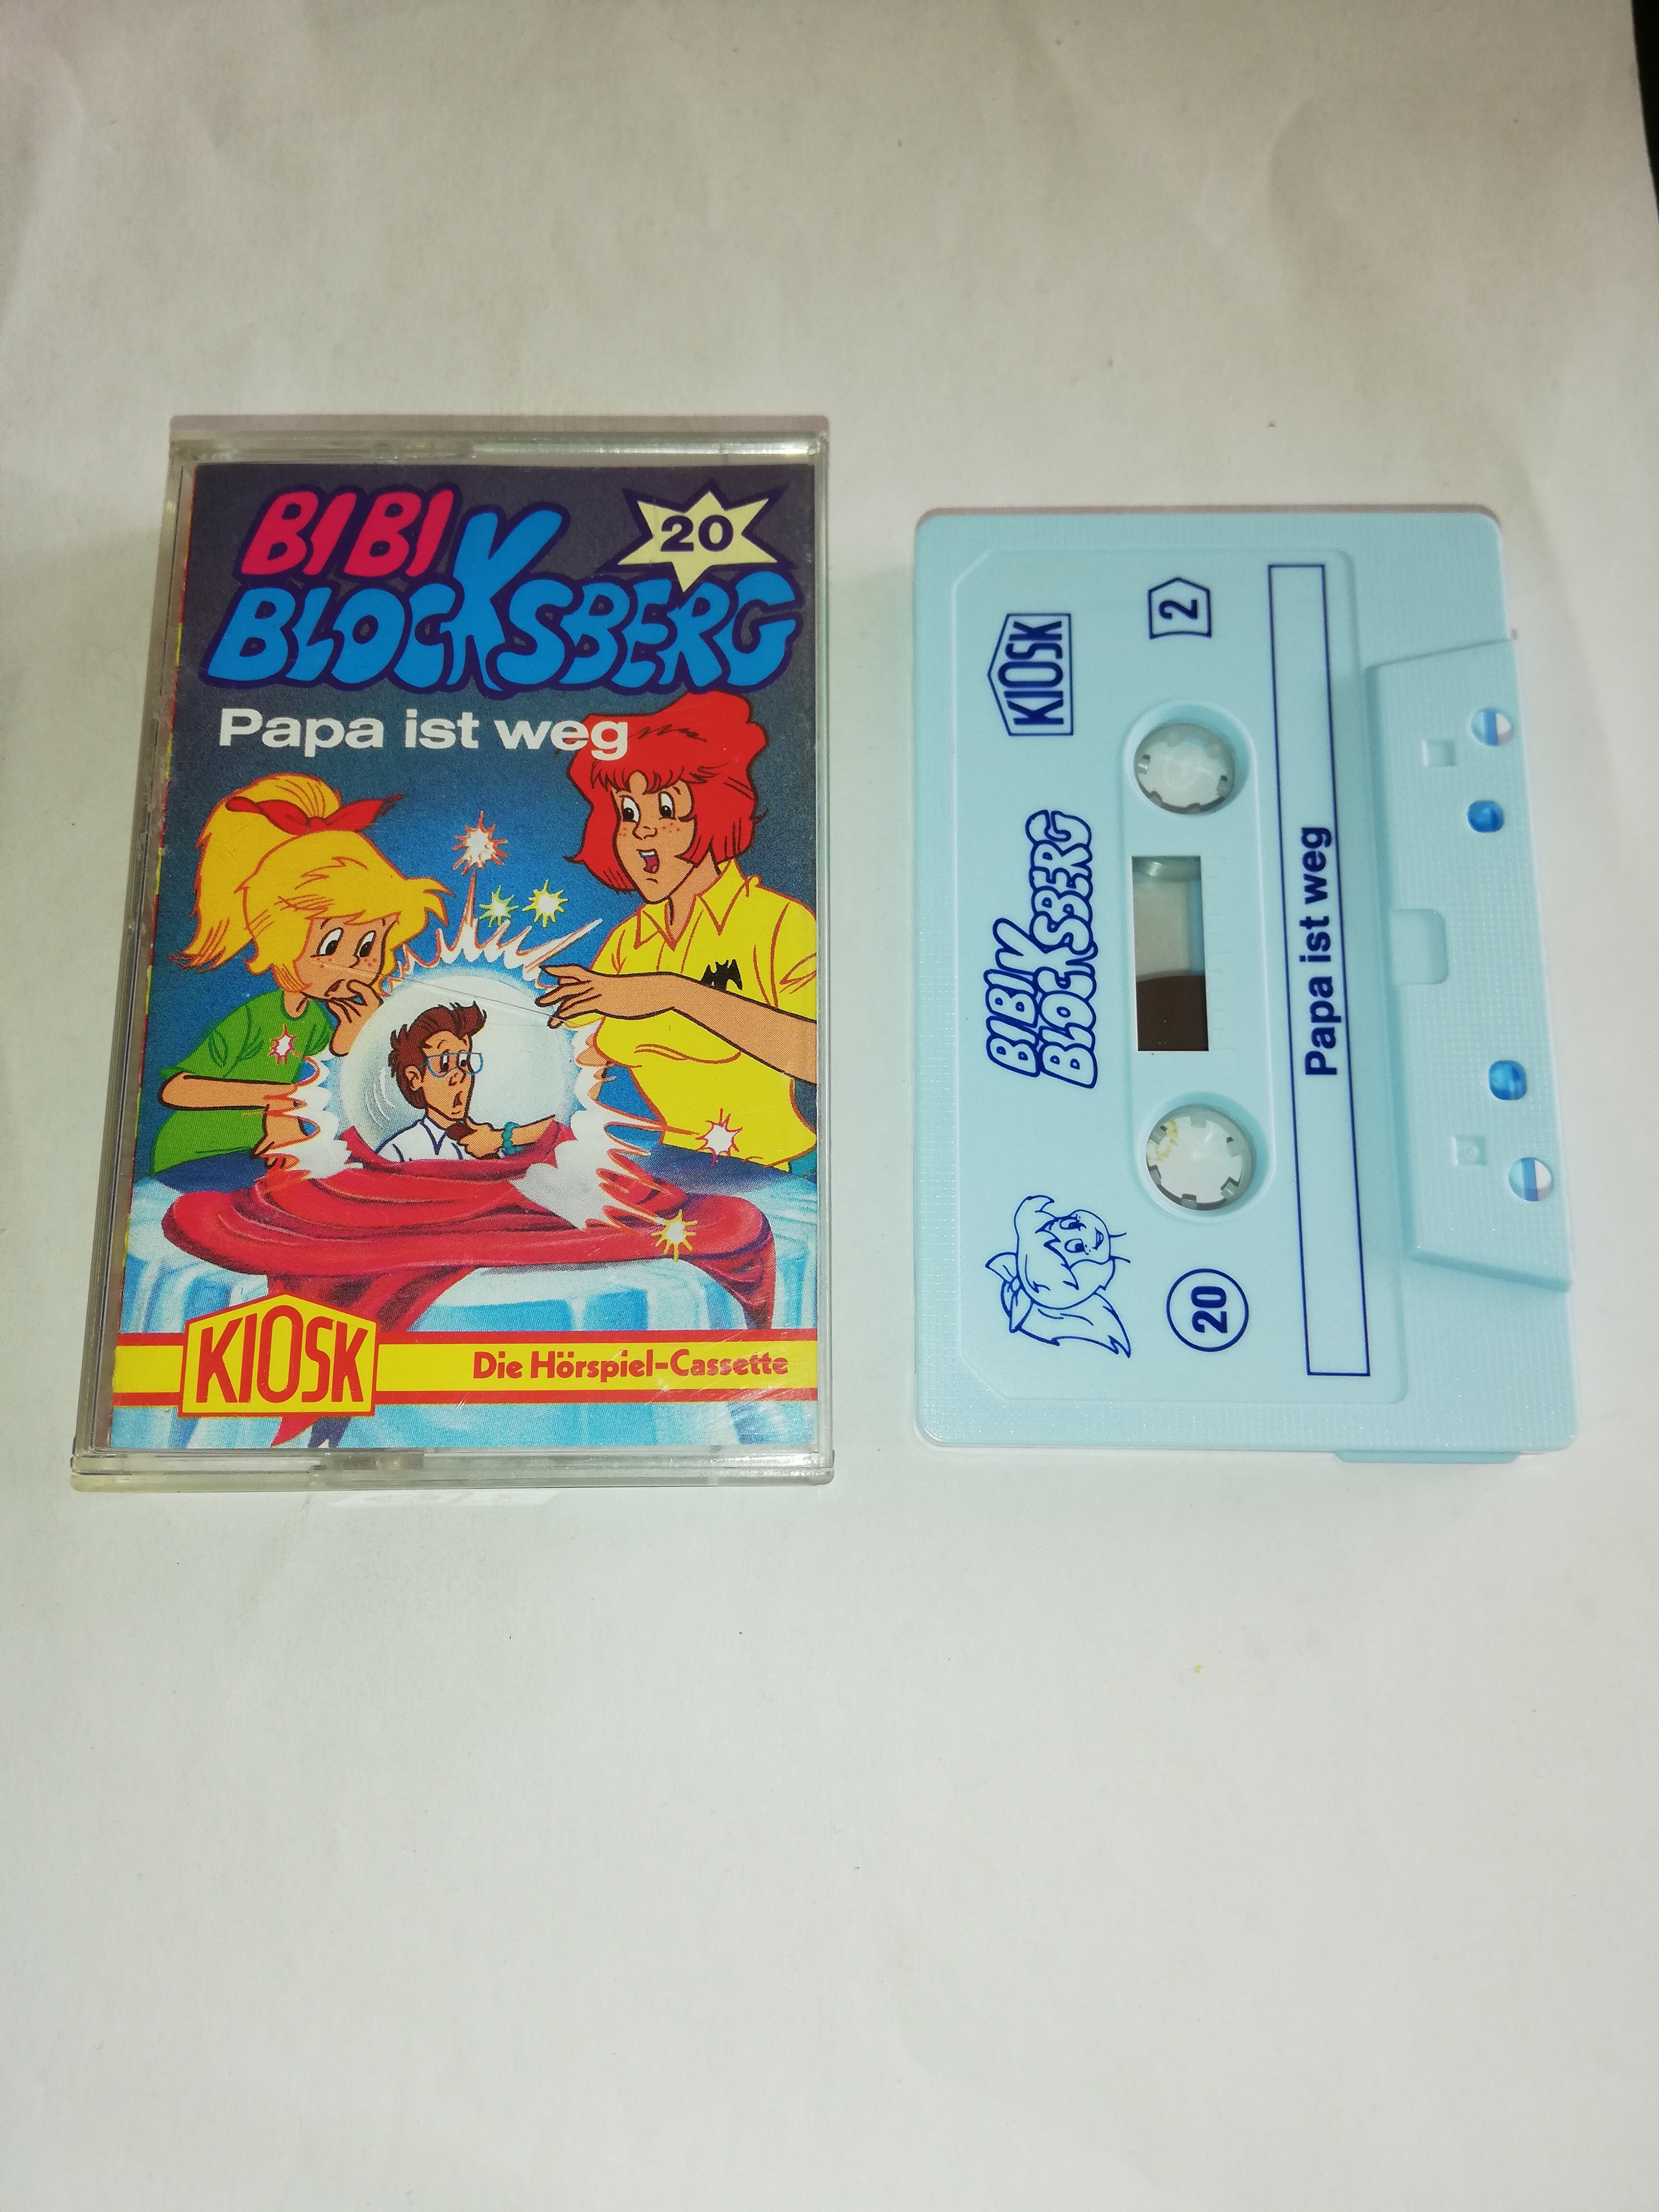 BIBI
BLOCKSBERG
20
Papa ist weg
KIOSK
Die Hörspiel-Cassette
KIOSK
2
BIBI
BLOCKSBERG
20
Papa ist weg